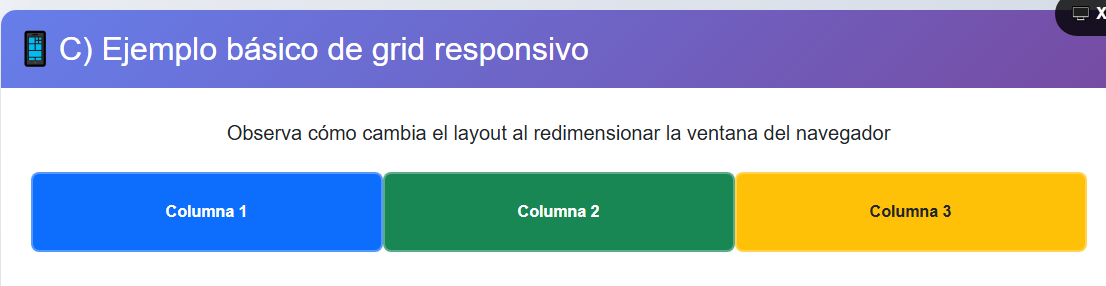 X
C) Ejemplo básico de grid responsivo
Observa cómo cambia el layout al redimensionar la ventana del navegador
Columna 1
Columna 2
Columna 3